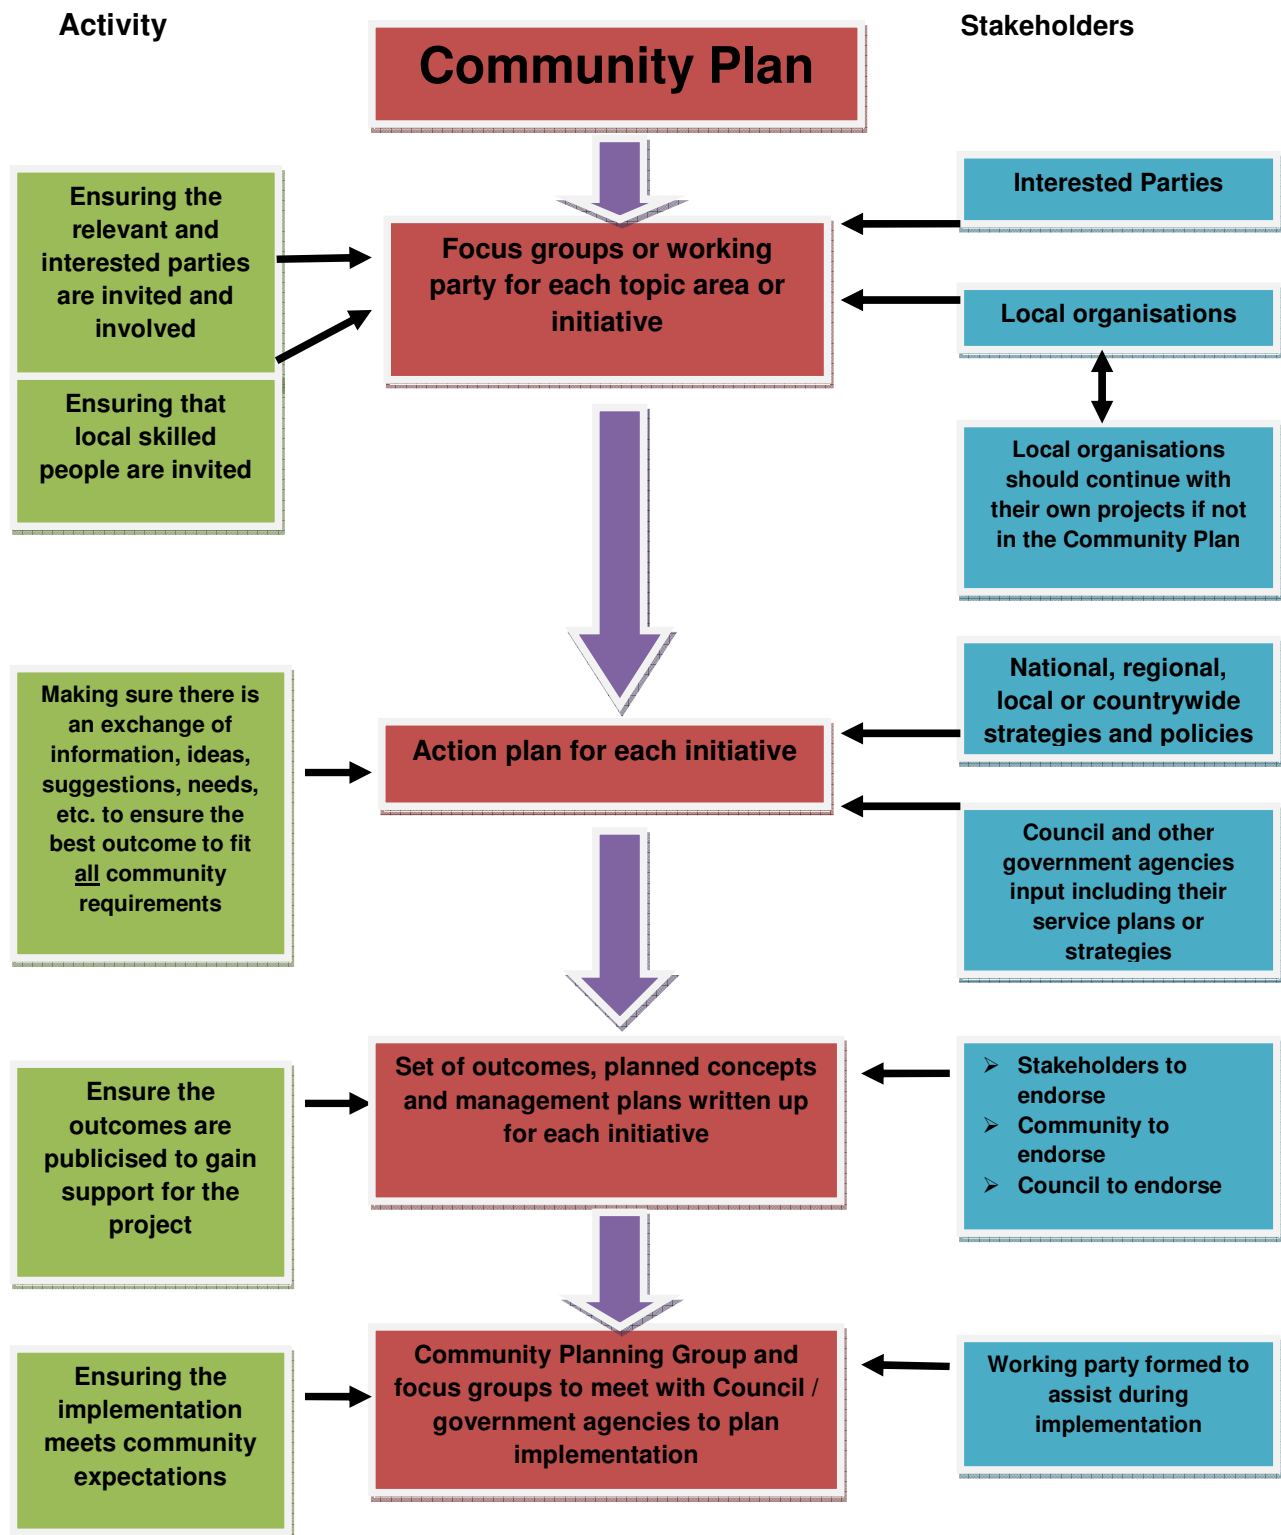 Activity
Stakeholders
Community Plan
Ensuring the
relevant and
interested parties
are invited and
involved
Ensuring that
local skilled
people are invited
Focus groups or working
party for each topic area or
initiative
Interested Parties
Local organisations
Local organisations
should continue with
their own projects if not
in the Community Plan
Making sure there is
an exchange of
information, ideas,
suggestions, needs,
etc. to ensure the
best outcome to fit
all community
requirements
Action plan for each initiative
National, regional,
local or countrywide
strategies and policies
Council and other
government agencies
input including their
service plans or
strategies
Ensure the
outcomes are
publicised to gain
support for the
project
Set of outcomes, planned concepts
and management plans written up
for each initiative
➢ Stakeholders to
endorse
➢ Community to
endorse
➢ Council to endorse
Ensuring the
implementation
meets community
expectations
Community Planning Group and
focus groups to meet with Council /
government agencies to plan
implementation
Working party formed to
assist during
implementation